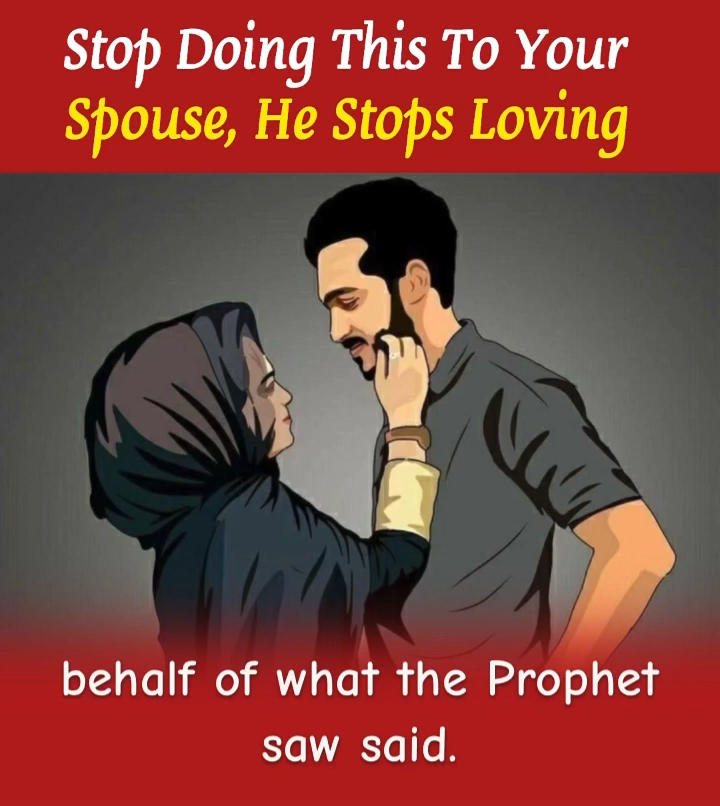 Stop Doing This To Your
Spouse, He Stops Loving
behalf of what the Prophet
saw said.